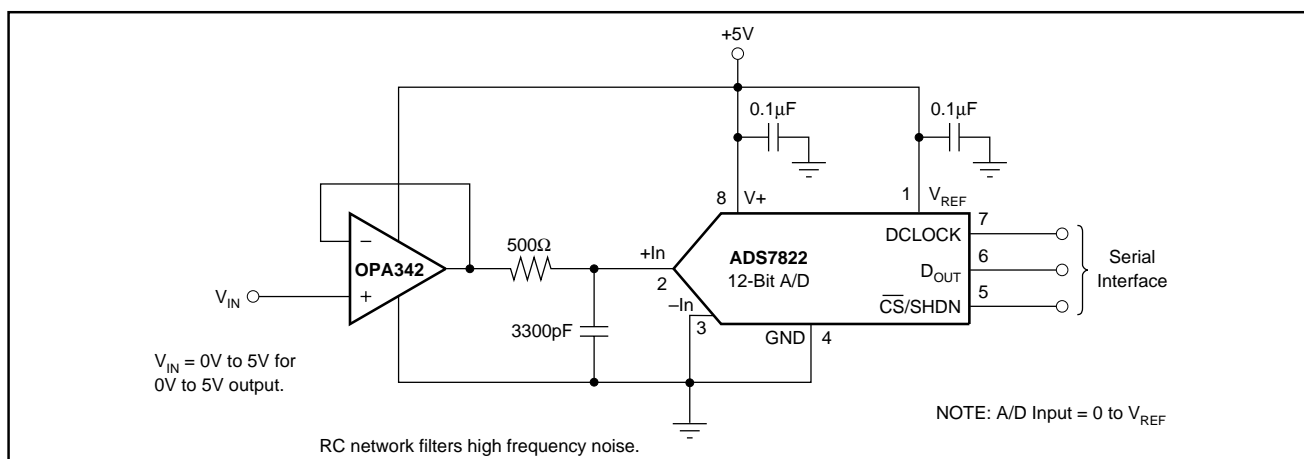 +5V
0.1μF
0.1μF
8
V+
1
VREF
7
DCLOCK
500Ω
+In
ADS7822
6
OPA342
2
12-Bit A/D
DOUT
Serial
Interface
−
+
VIN
–In
5
CS/SHDN
3
3300pF
GND
4
VIN = 0V to 5V for
0V to 5V output.
NOTE: A/D Input = 0 to VREF
RC network filters high frequency noise.